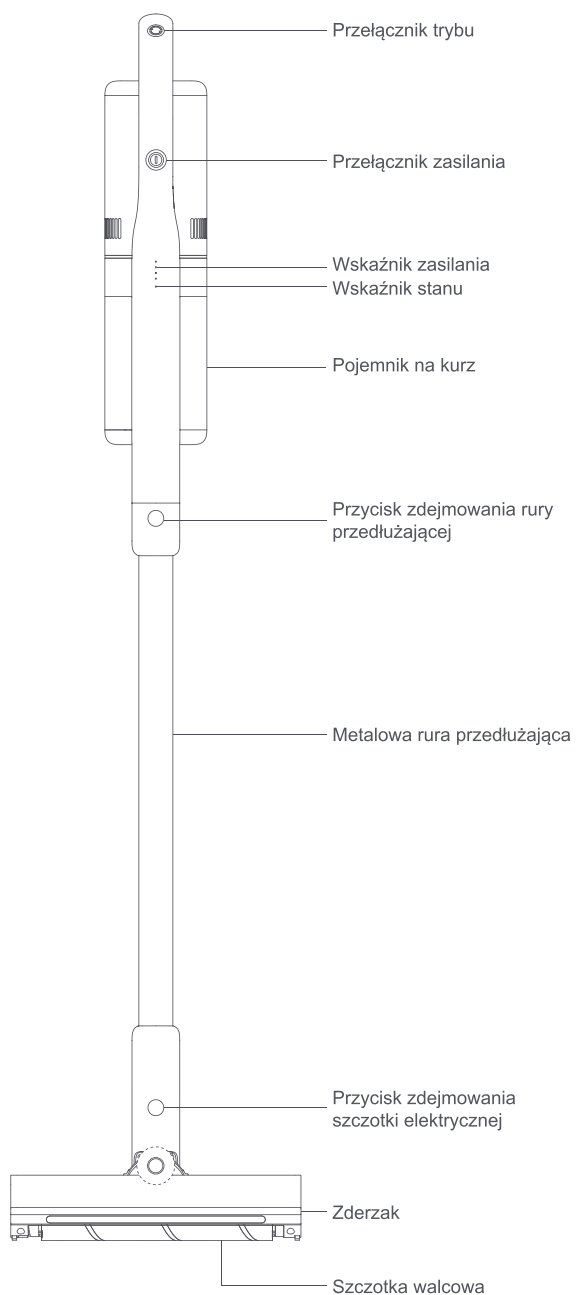 Przełącznik trybu
Przełącznik zasilania
Wskaźnik zasilania
Wskaźnik stanu
Pojemnik na kurz
Przycisk zdejmowania rury
przedłużającej
Metalowa rura przedłużająca
Przycisk zdejmowania
szczotki elektrycznej
Zderzak
Szczotka walcowa